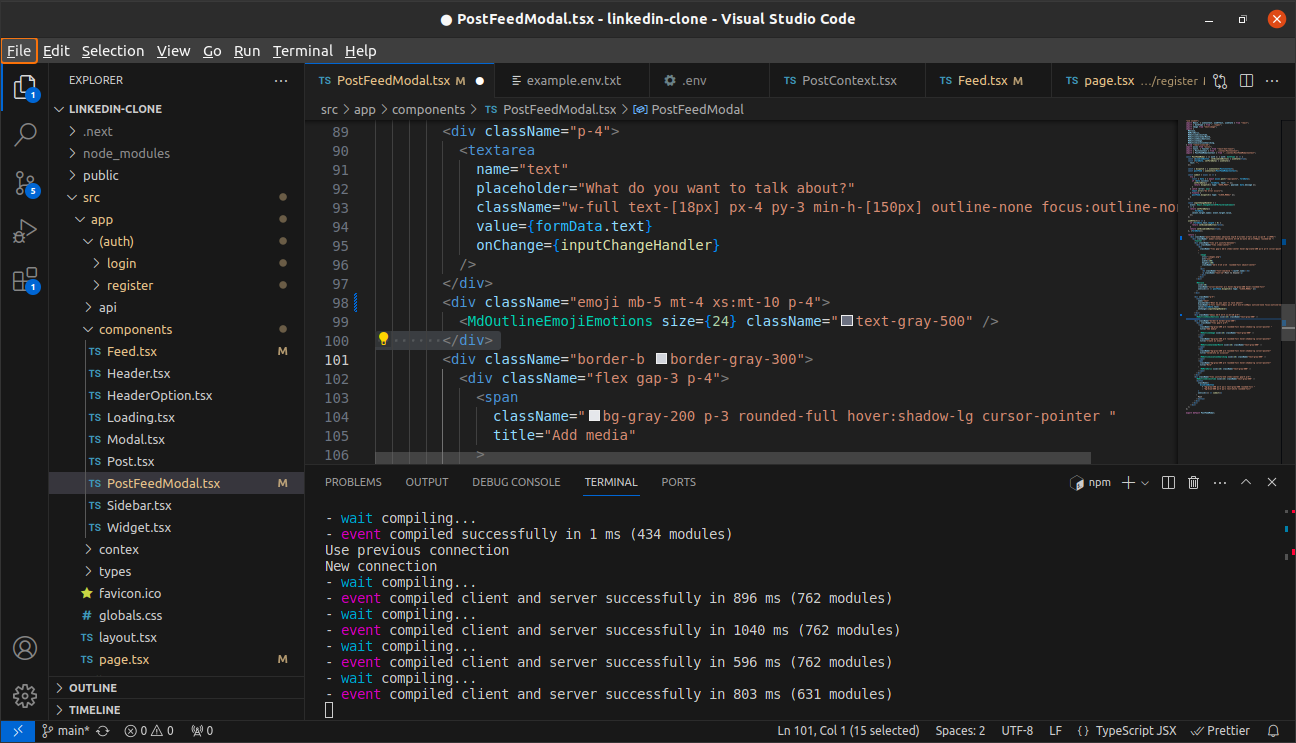 ● PostFeedModal.tsx - linkedin-clone - Visual Studio Code
File Edit Selection View Go Run Terminal Help
EXPLORER
LINKEDIN-CLONE
.next
node_modules
public
src
app
(auth)
login
register
api
components
TS Feed.tsx M
TS Header.tsx
TS HeaderOption.tsx
TS Loading.tsx
TS Modal.tsx
TS Post.tsx
TS PostFeedModal.tsx M
TS Sidebar.tsx
TS Widget.tsx
contex
types
favicon.ico
# globals.css
TS layout.tsx
TS page.tsx M
OUTLINE
TIMELINE
1
5
1
TS PostFeedModal.tsx M ● example.env.txt .env TS PostContext.tsx TS Feed.tsx M TS page.tsx .../register
src > app > components > TS PostFeedModal.tsx > PostFeedModal
89 <div className="p-4">
90 <textarea
91 name="text"
92 placeholder="What do you want to talk about?"
93 className="w-full text-[18px] px-4 py-3 min-h-[150px] outline-none focus:outline-no
94 value={formData.text}
95 onChange={inputChangeHandler}
96 />
97 </div>
98 <div className="emoji mb-5 mt-4 xs:mt-10 p-4">
99 <MdOutlineEmojiEmotions size={24} className="text-gray-500" />
100 ······</div>
101 <div className="border-b border-gray-300">
102 <div className="flex gap-3 p-4">
103 <span
104 className="bg-gray-200 p-3 rounded-full hover:shadow-lg cursor-pointer "
105 title="Add media"
106 >
PROBLEMS OUTPUT DEBUG CONSOLE TERMINAL PORTS npm
- wait compiling...
- event compiled successfully in 1 ms (434 modules)
Use previous connection
New connection
- wait compiling...
- event compiled client and server successfully in 896 ms (762 modules)
- wait compiling...
- event compiled client and server successfully in 1040 ms (762 modules)
- wait compiling...
- event compiled client and server successfully in 596 ms (762 modules)
- wait compiling...
- event compiled client and server successfully in 803 ms (631 modules)
main* 0 0 0 Ln 101, Col 1 (15 selected) Spaces: 2 UTF-8 LF { } TypeScript JSX Prettier